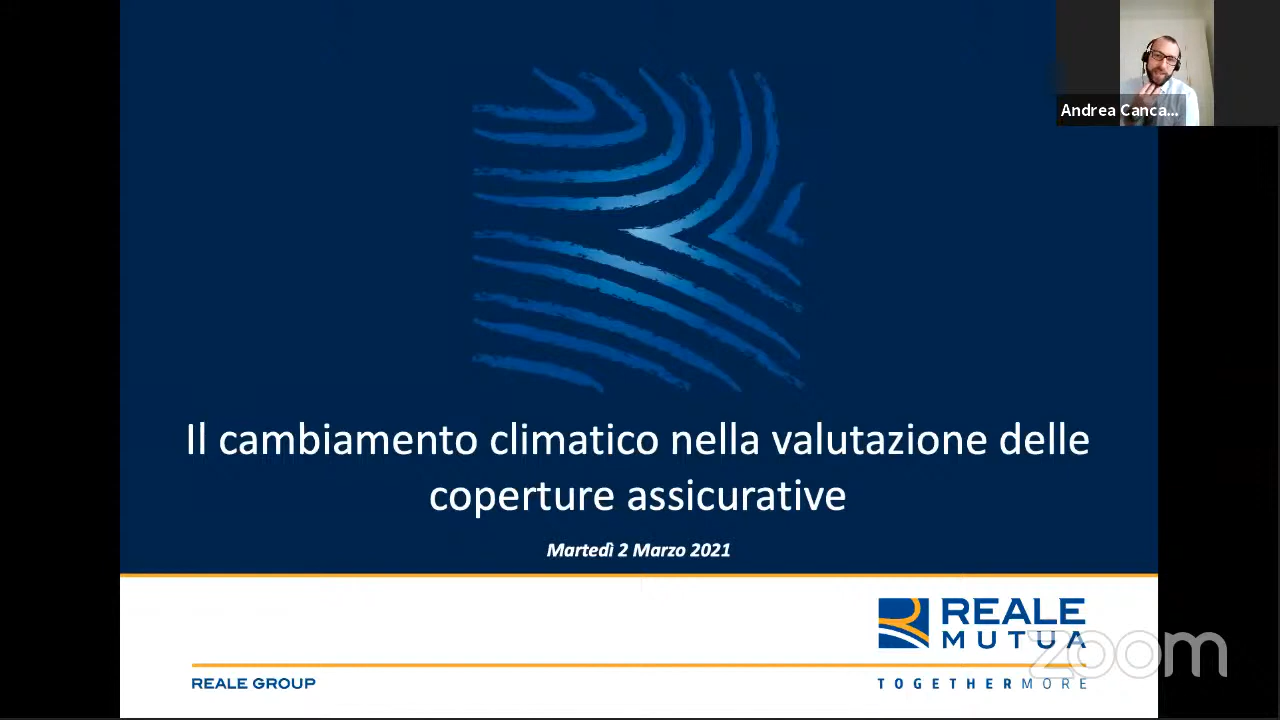 Andrea Canca...
Il cambiamento climatico nella valutazione delle
coperture assicurative
Martedì 2 Marzo 2021
REALE
MUTUA
zoom
REALE GROUP
TOGETHERMORE